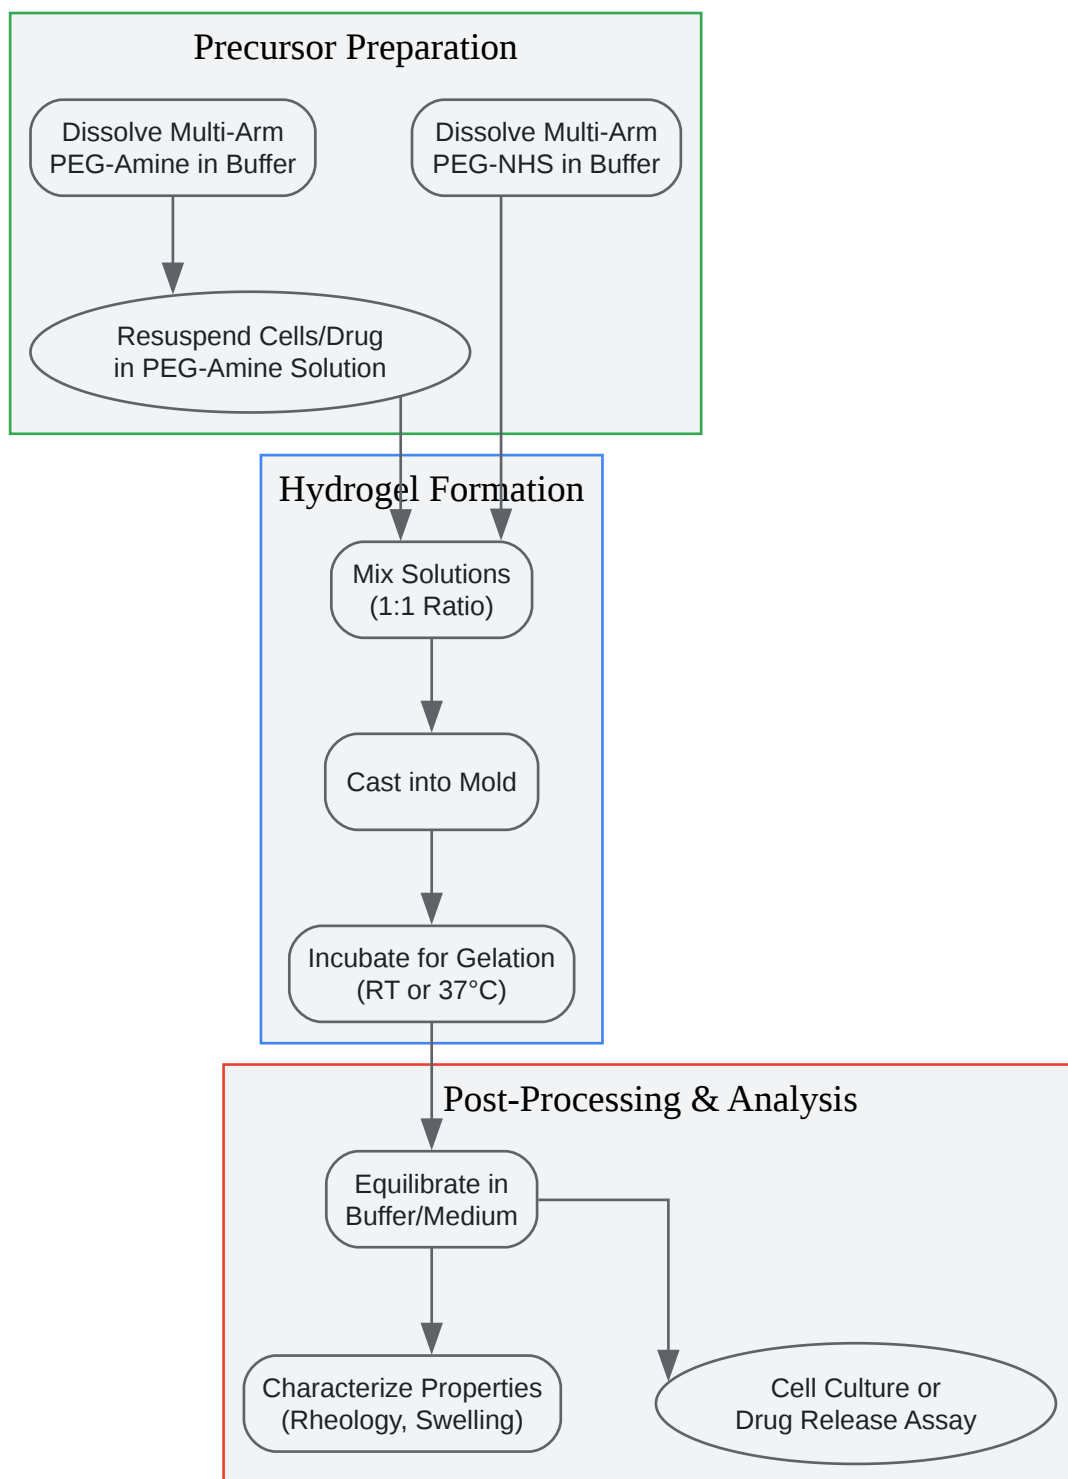 Precursor Preparation
Dissolve Multi-Arm
PEG-Amine in Buffer
Dissolve Multi-Arm
PEG-NHS in Buffer
Resuspend Cells/Drug
in PEG-Amine Solution
Hydrogel Formation
Mix Solutions
(1:1 Ratio)
Cast into Mold
Incubate for Gelation
(RT or 37°C)
Post-Processing & Analysis
Equilibrate in
Buffer/Medium
Characterize Properties
(Rheology, Swelling)
Cell Culture or
Drug Release Assay